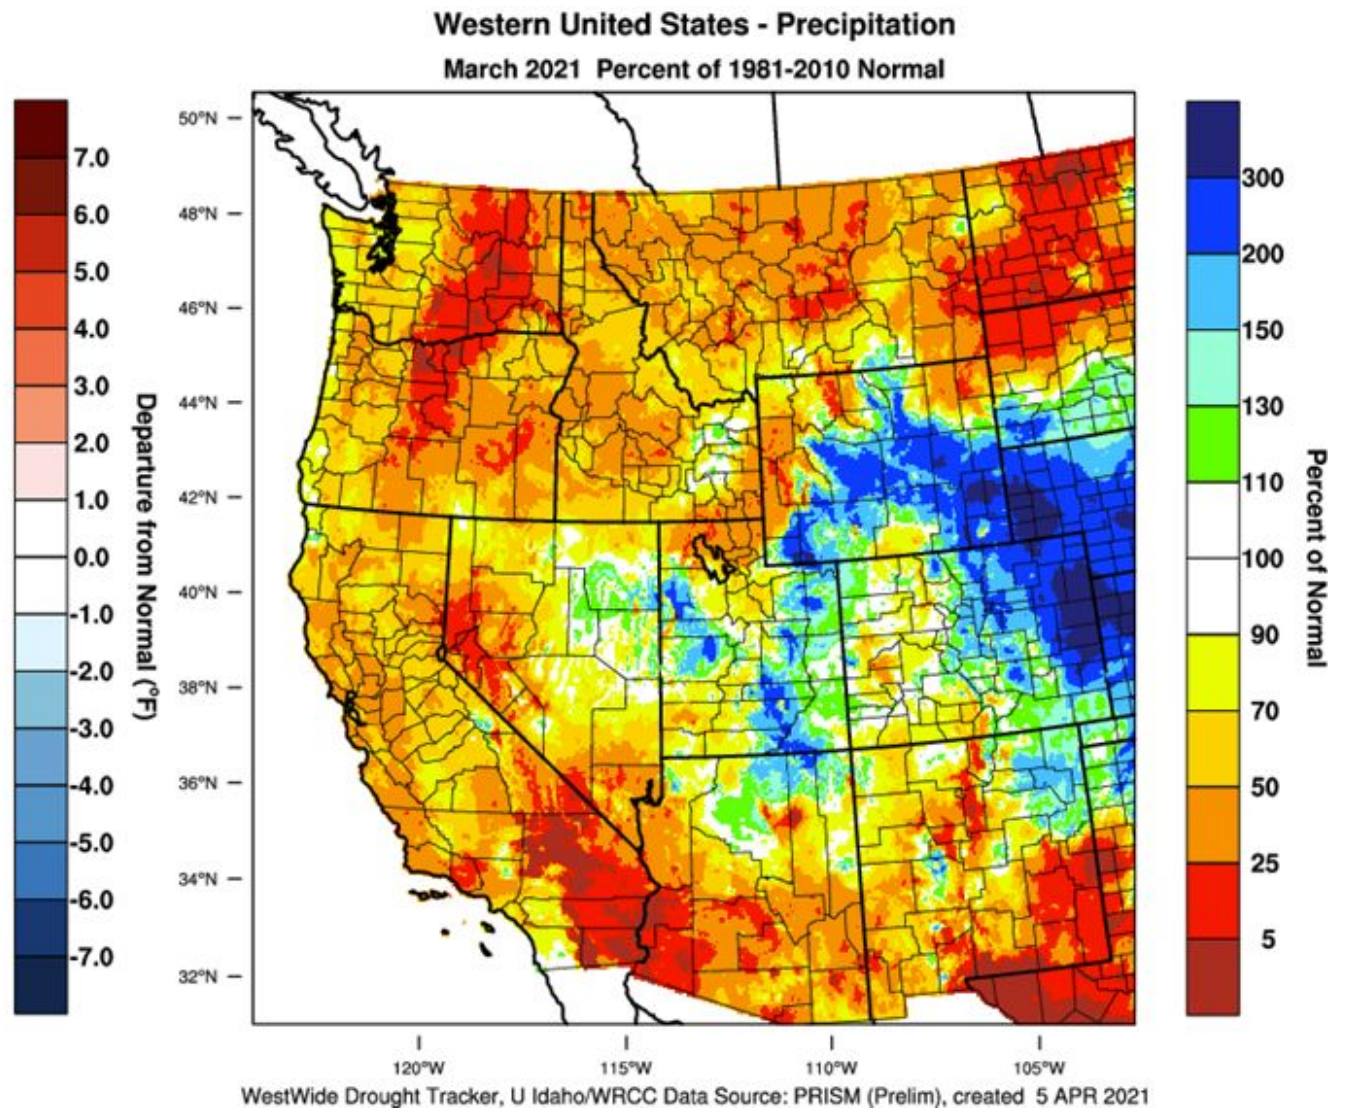 Western United States - Precipitation
March 2021 Percent of 1981-2010 Normal
7.0
6.0
5.0
4.0
3.0
2.0
1.0
0.0
-1.0
-2.0
-3.0
-4.0
-5.0
-6.0
-7.0
Departure from Normal (°F)
50°N
48°N
46°N
44°N
42°N
40°N
38°N
36°N
34°N
32°N
120°W
115°W
110°W
105°W
300
200
150
130
110
100
90
70
50
25
5
Percent of Normal
WestWide Drought Tracker, U Idaho/WRCC Data Source: PRISM (Prelim), created 5 APR 2021